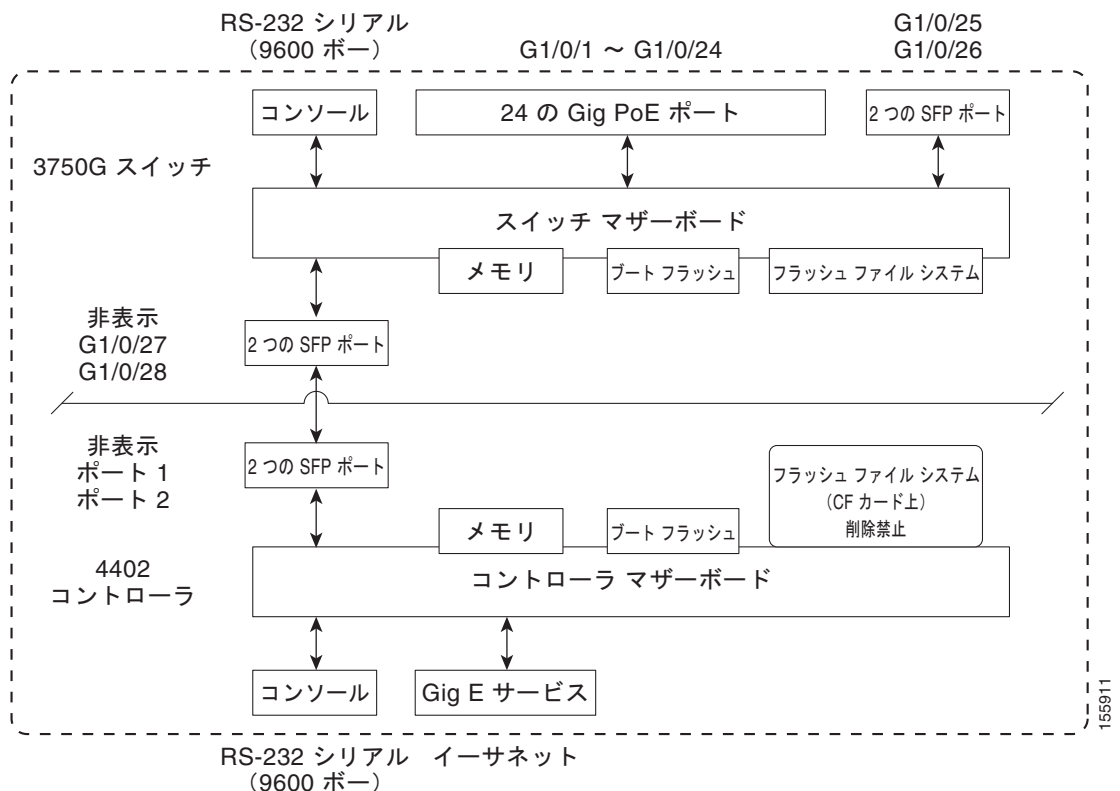 RS-232 シリアル
(9600 ボー)
G1/0/1 ～ G1/0/24
G1/0/25
G1/0/26
コンソール
24 の Gig PoE ポート
2 つの SFP ポート
3750G スイッチ
スイッチ マザーボード
メモリ
ブート フラッシュ
フラッシュ ファイル システム
非表示
G1/0/27
G1/0/28
2 つの SFP ポート
非表示
ポート 1
ポート 2
2 つの SFP ポート
フラッシュ ファイル システム
(CF カード上)
削除禁止
メモリ
ブート フラッシュ
4402
コントローラ
コントローラ マザーボード
コンソール
Gig E サービス
155911
RS-232 シリアル イーサネット
(9600 ボー)